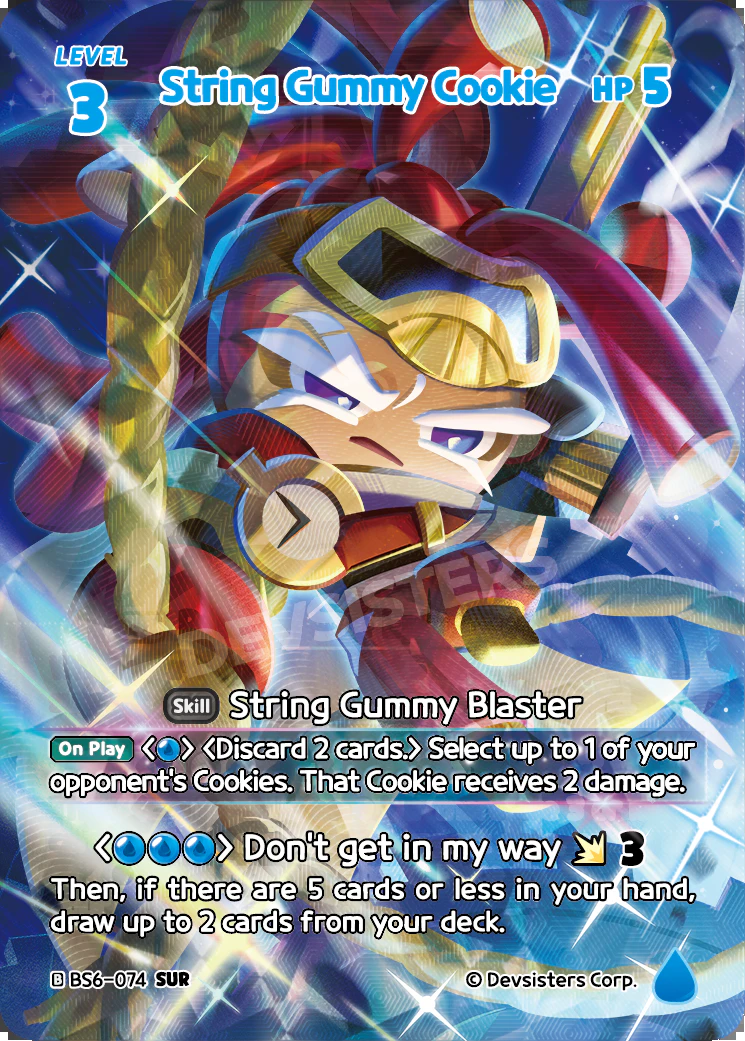 LEVEL
3
String Gummy Cookie HP 5
DEVSISTERS
Skill String Gummy Blaster
On Play < > <Discard 2 cards.> Select up to 1 of your
opponent's Cookies. That Cookie receives 2 damage.
< > Don't get in my way 3
Then, if there are 5 cards or less in your hand,
draw up to 2 cards from your deck.
B BS6-074 SUR
© Devsisters Corp.